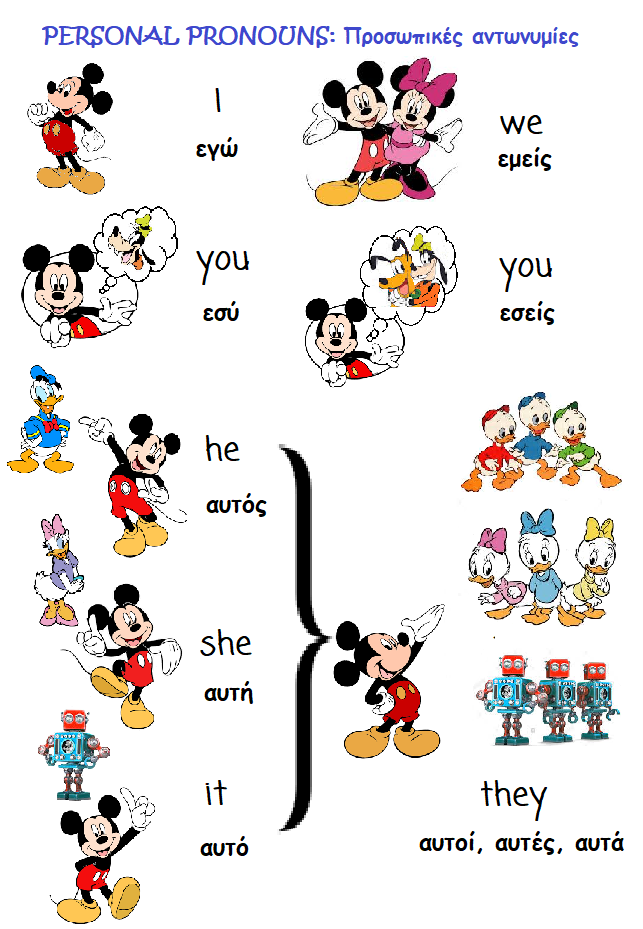 PERSONAL PRONOUNS: Προσωπικές αντωνυμίες
I
εγώ
we
εμείς
you
εσύ
you
εσείς
he
αυτός
she
αυτή
it
αυτό
they
αυτοί, αυτές, αυτά